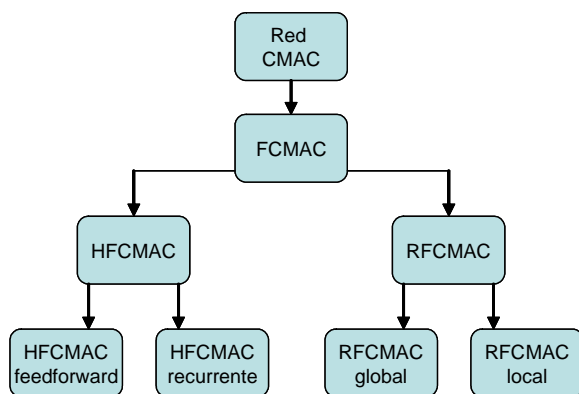 Red
CMAC
FCMAC
HFCMAC
RFCMAC
HFCMAC
feedforward
HFCMAC
recurrente
RFCMAC
global
RFCMAC
local